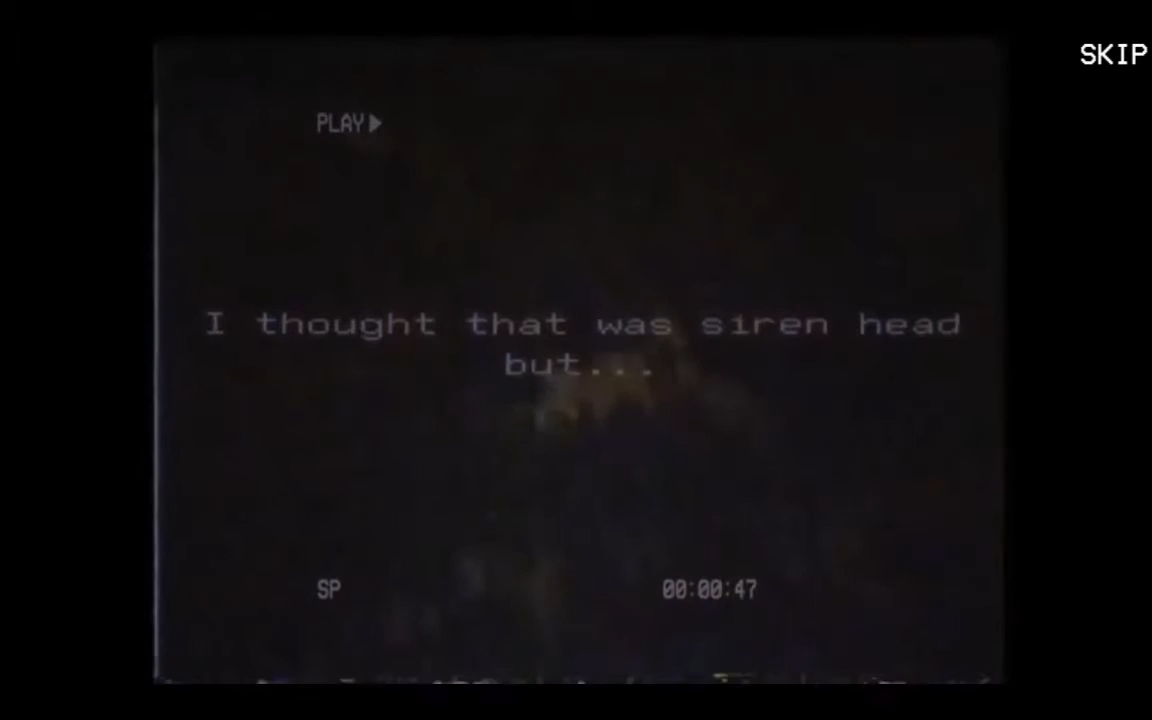 SKIP
PLAY▶
I thought that was siren head
but...
SP
00:00:47